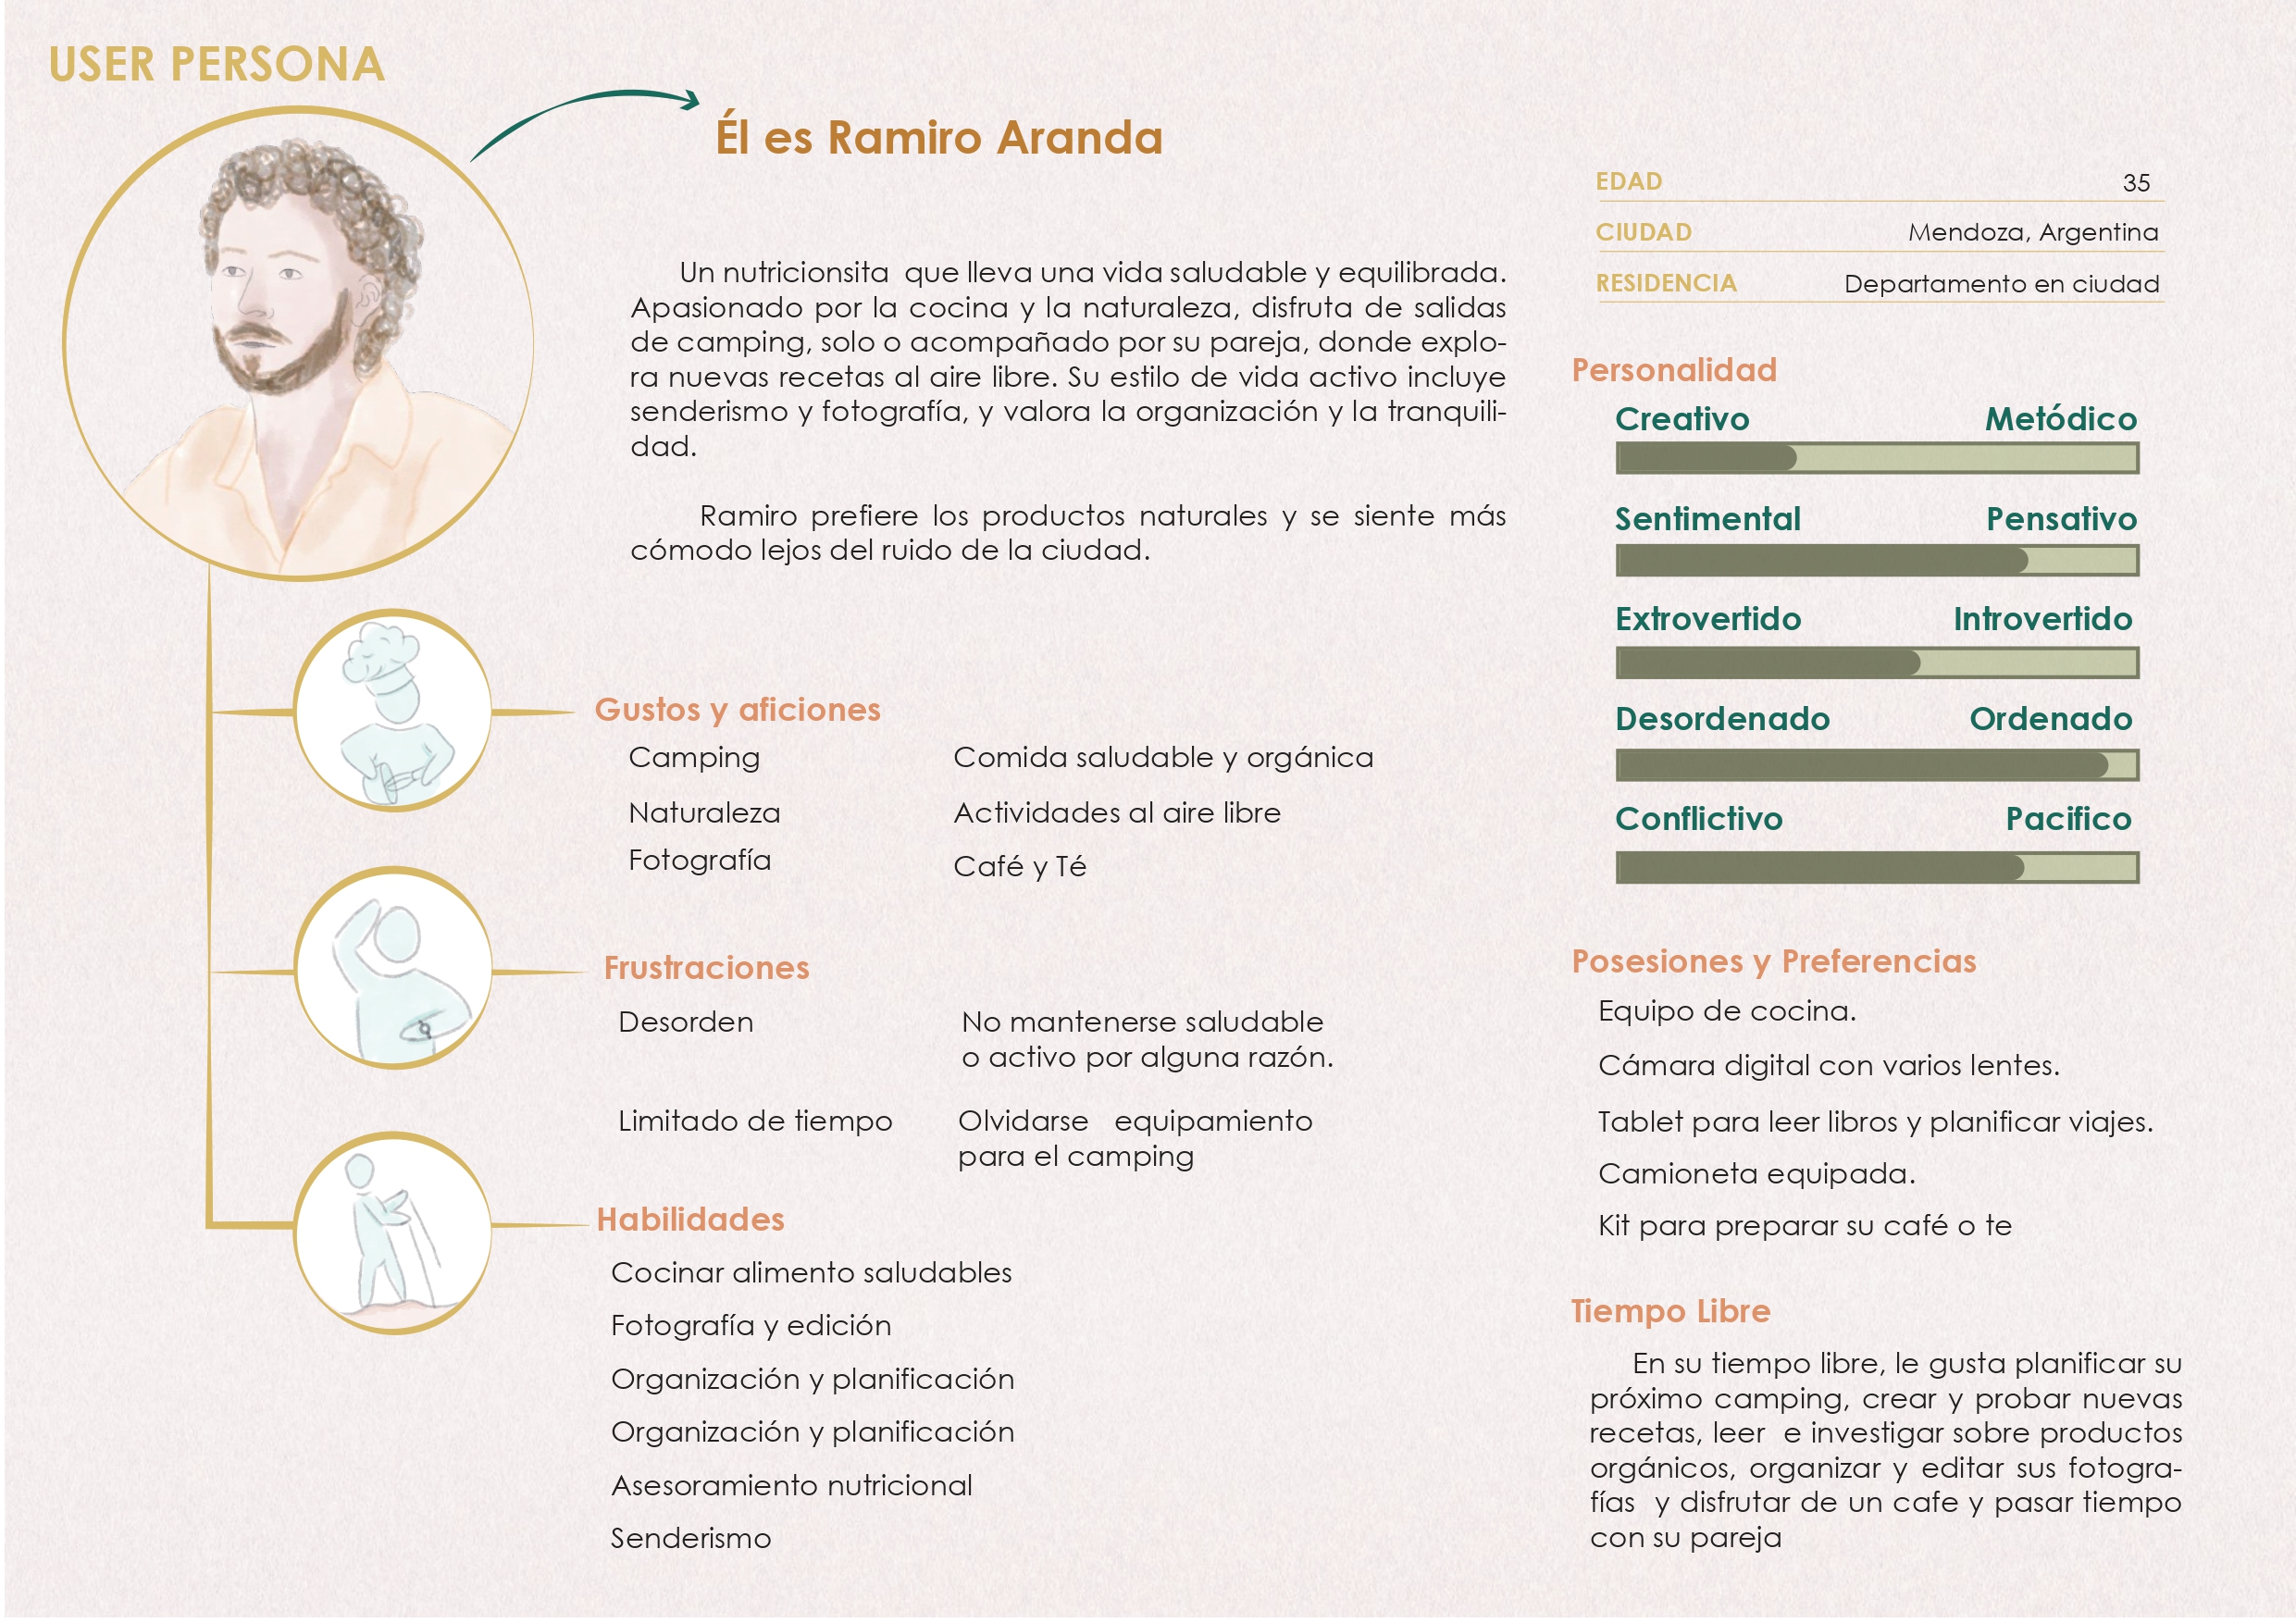 USER PERSONA
Él es Ramiro Aranda
Un nutricionsita que lleva una vida saludable y equilibrada.
Apasionado por la cocina y la naturaleza, disfruta de salidas
de camping, solo o acompañado por su pareja, donde explo-
ra nuevas recetas al aire libre. Su estilo de vida activo incluye
senderismo y fotografía, y valora la organización y la tranquili-
dad.
Ramiro prefiere los productos naturales y se siente más
cómodo lejos del ruido de la ciudad.
Gustos y aficiones
Camping
Comida saludable y orgánica
Naturaleza
Actividades al aire libre
Fotografía
Café y Té
Frustraciones
Desorden
No mantenerse saludable
o activo por alguna razón.
Limitado de tiempo
Olvidarse equipamiento
para el camping
Habilidades
Cocinar alimento saludables
Fotografía y edición
Organización y planificación
Organización y planificación
Asesoramiento nutricional
Senderismo
EDAD 35
CIUDAD Mendoza, Argentina
RESIDENCIA Departamento en ciudad
Personalidad
Creativo Metódico
Sentimental Pensativo
Extrovertido Introvertido
Desordenado Ordenado
Conflictivo Pacifico
Posesiones y Preferencias
Equipo de cocina.
Cámara digital con varios lentes.
Tablet para leer libros y planificar viajes.
Camioneta equipada.
Kit para preparar su café o te
Tiempo Libre
En su tiempo libre, le gusta planificar su
próximo camping, crear y probar nuevas
recetas, leer e investigar sobre productos
orgánicos, organizar y editar sus fotogra-
fías y disfrutar de un cafe y pasar tiempo
con su pareja